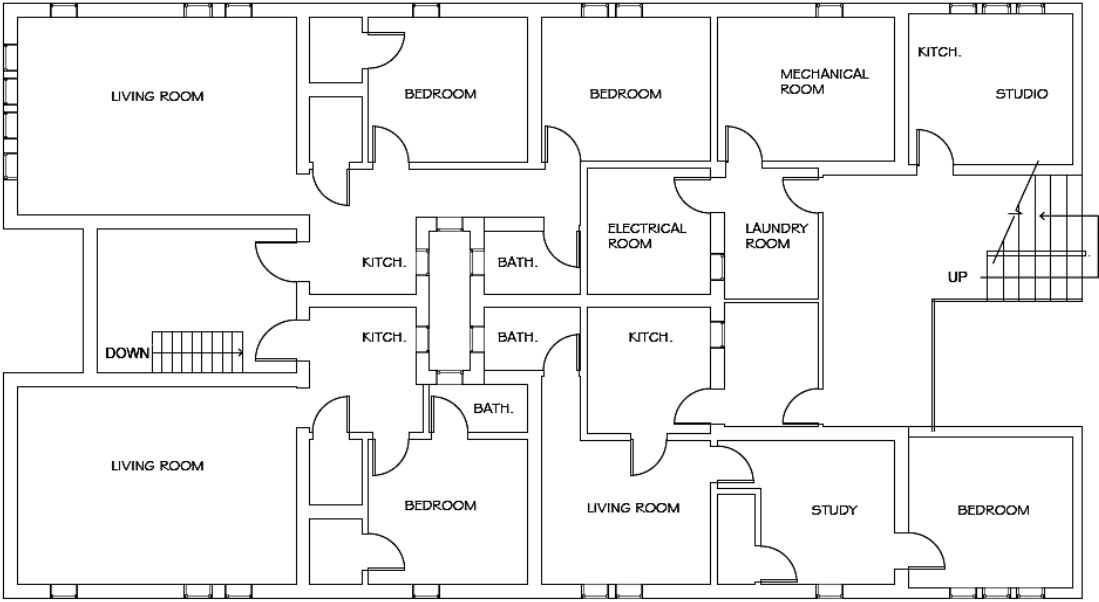 KITCH.
MECHANICAL
ROOM
LIVING ROOM
BEDROOM
BEDROOM
STUDIO
ELECTRICAL
ROOM
LAUNDRY
ROOM
KITCH.
BATH.
UP
KITCH.
BATH.
KITCH.
DOWN
BATH.
LIVING ROOM
BEDROOM
LIVING ROOM
STUDY
BEDROOM